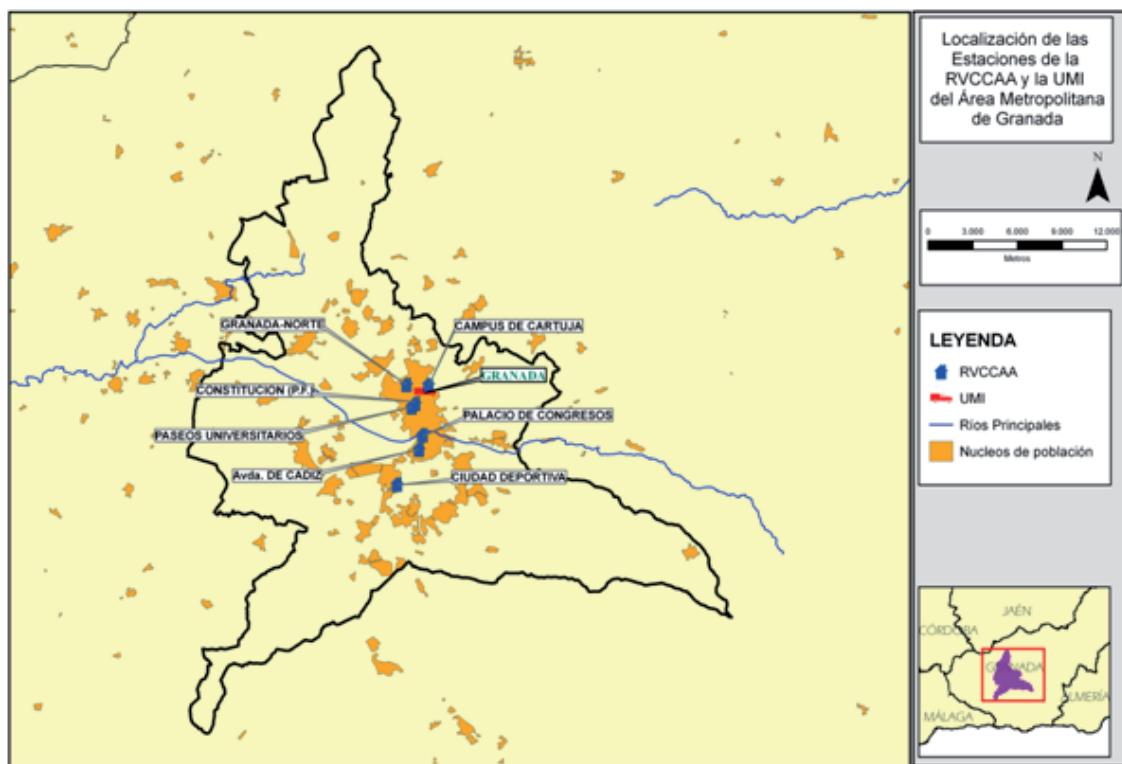 Localización de las
Estaciones de la
RVCCAA y la UMI
del Área Metropolitana
de Granada
N
0 3.000 6.000 9.000 12.000
Metros
LEYENDA
RVCCAA
UMI
Ríos Principales
Nucleos de población
GRANADA-NORTE
CAMPUS DE CARTUJA
GRANADA
CONSTITUCION (P.F.)
PALACIO DE CONGRESOS
PASEOS UNIVERSITARIOS
Avda. DE CADIZ
CIUDAD DEPORTIVA
JAÉN
CÓRDOBA
GRANADA
ALMERÍA
MÁLAGA